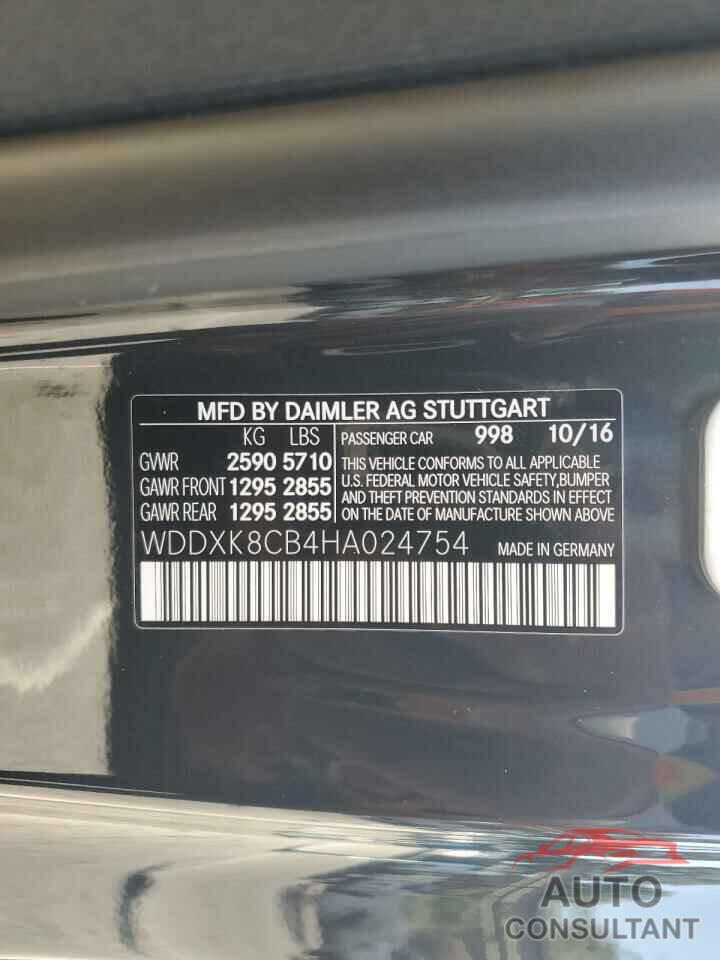 MFD BY DAIMLER AG STUTTGART
KG LBS
GVWR 2590 5710
GAWR FRONT 1295 2855
GAWR REAR 1295 2855
PASSENGER CAR 998 10/16
THIS VEHICLE CONFORMS TO ALL APPLICABLE
U.S. FEDERAL MOTOR VEHICLE SAFETY,BUMPER
AND THEFT PREVENTION STANDARDS IN EFFECT
ON THE DATE OF MANUFACTURE SHOWN ABOVE
WDDXK8CB4HA024754 MADE IN GERMANY
AUTO
CONSULTANT